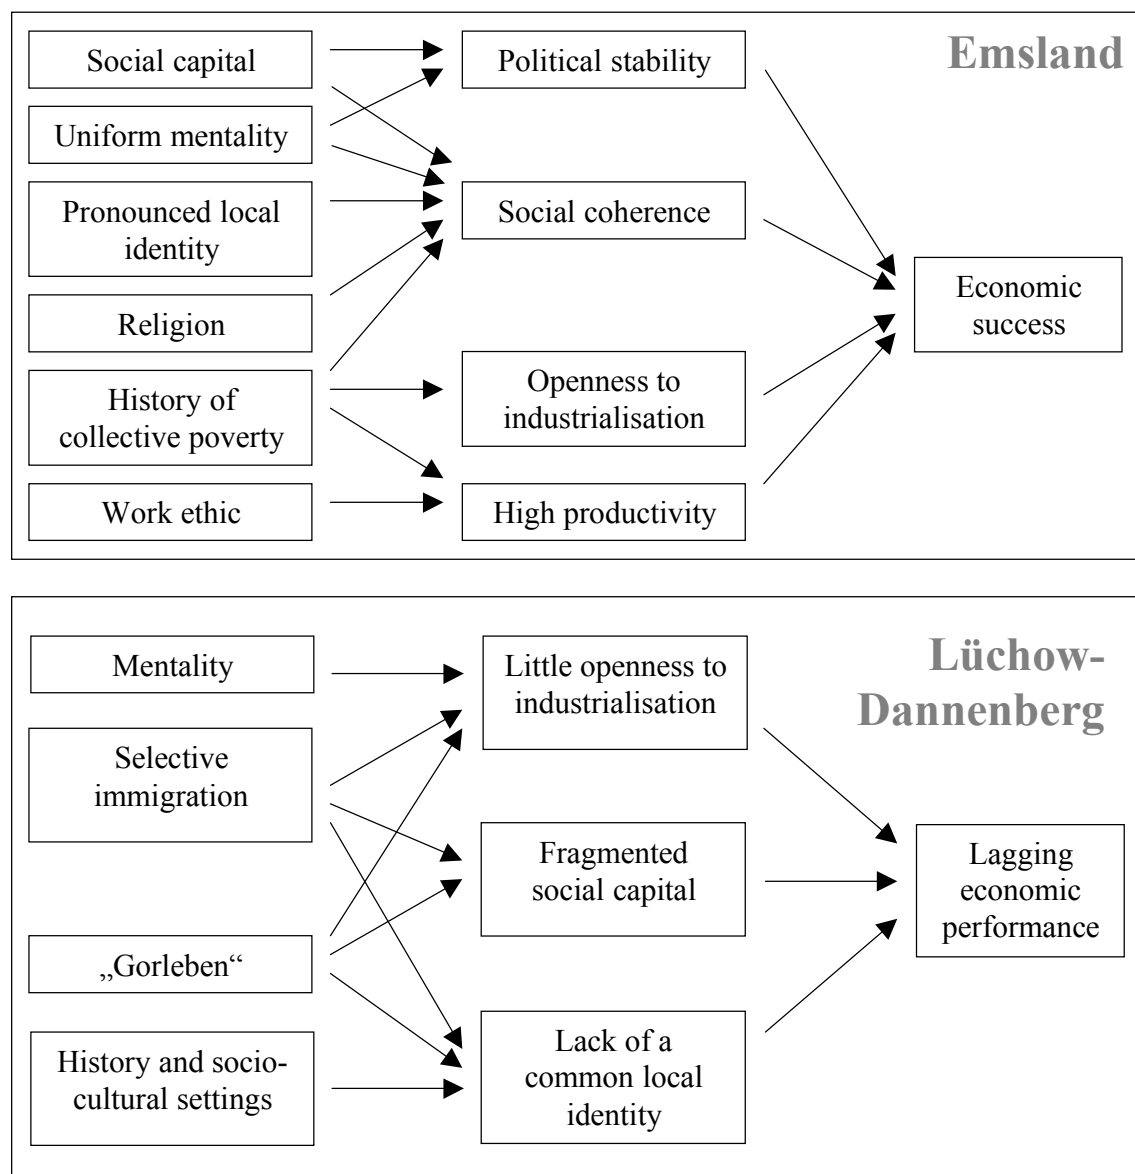 Emsland
Social capital
Uniform mentality
Pronounced local
identity
Religion
History of
collective poverty
Work ethic
Political stability
Social coherence
Openness to
industrialisation
High productivity
Economic
success
Lüchow-
Dannenberg
Mentality
Selective
immigration
„Gorleben“
History and socio-
cultural settings
Little openness to
industrialisation
Fragmented
social capital
Lack of a
common local
identity
Lagging
economic
performance